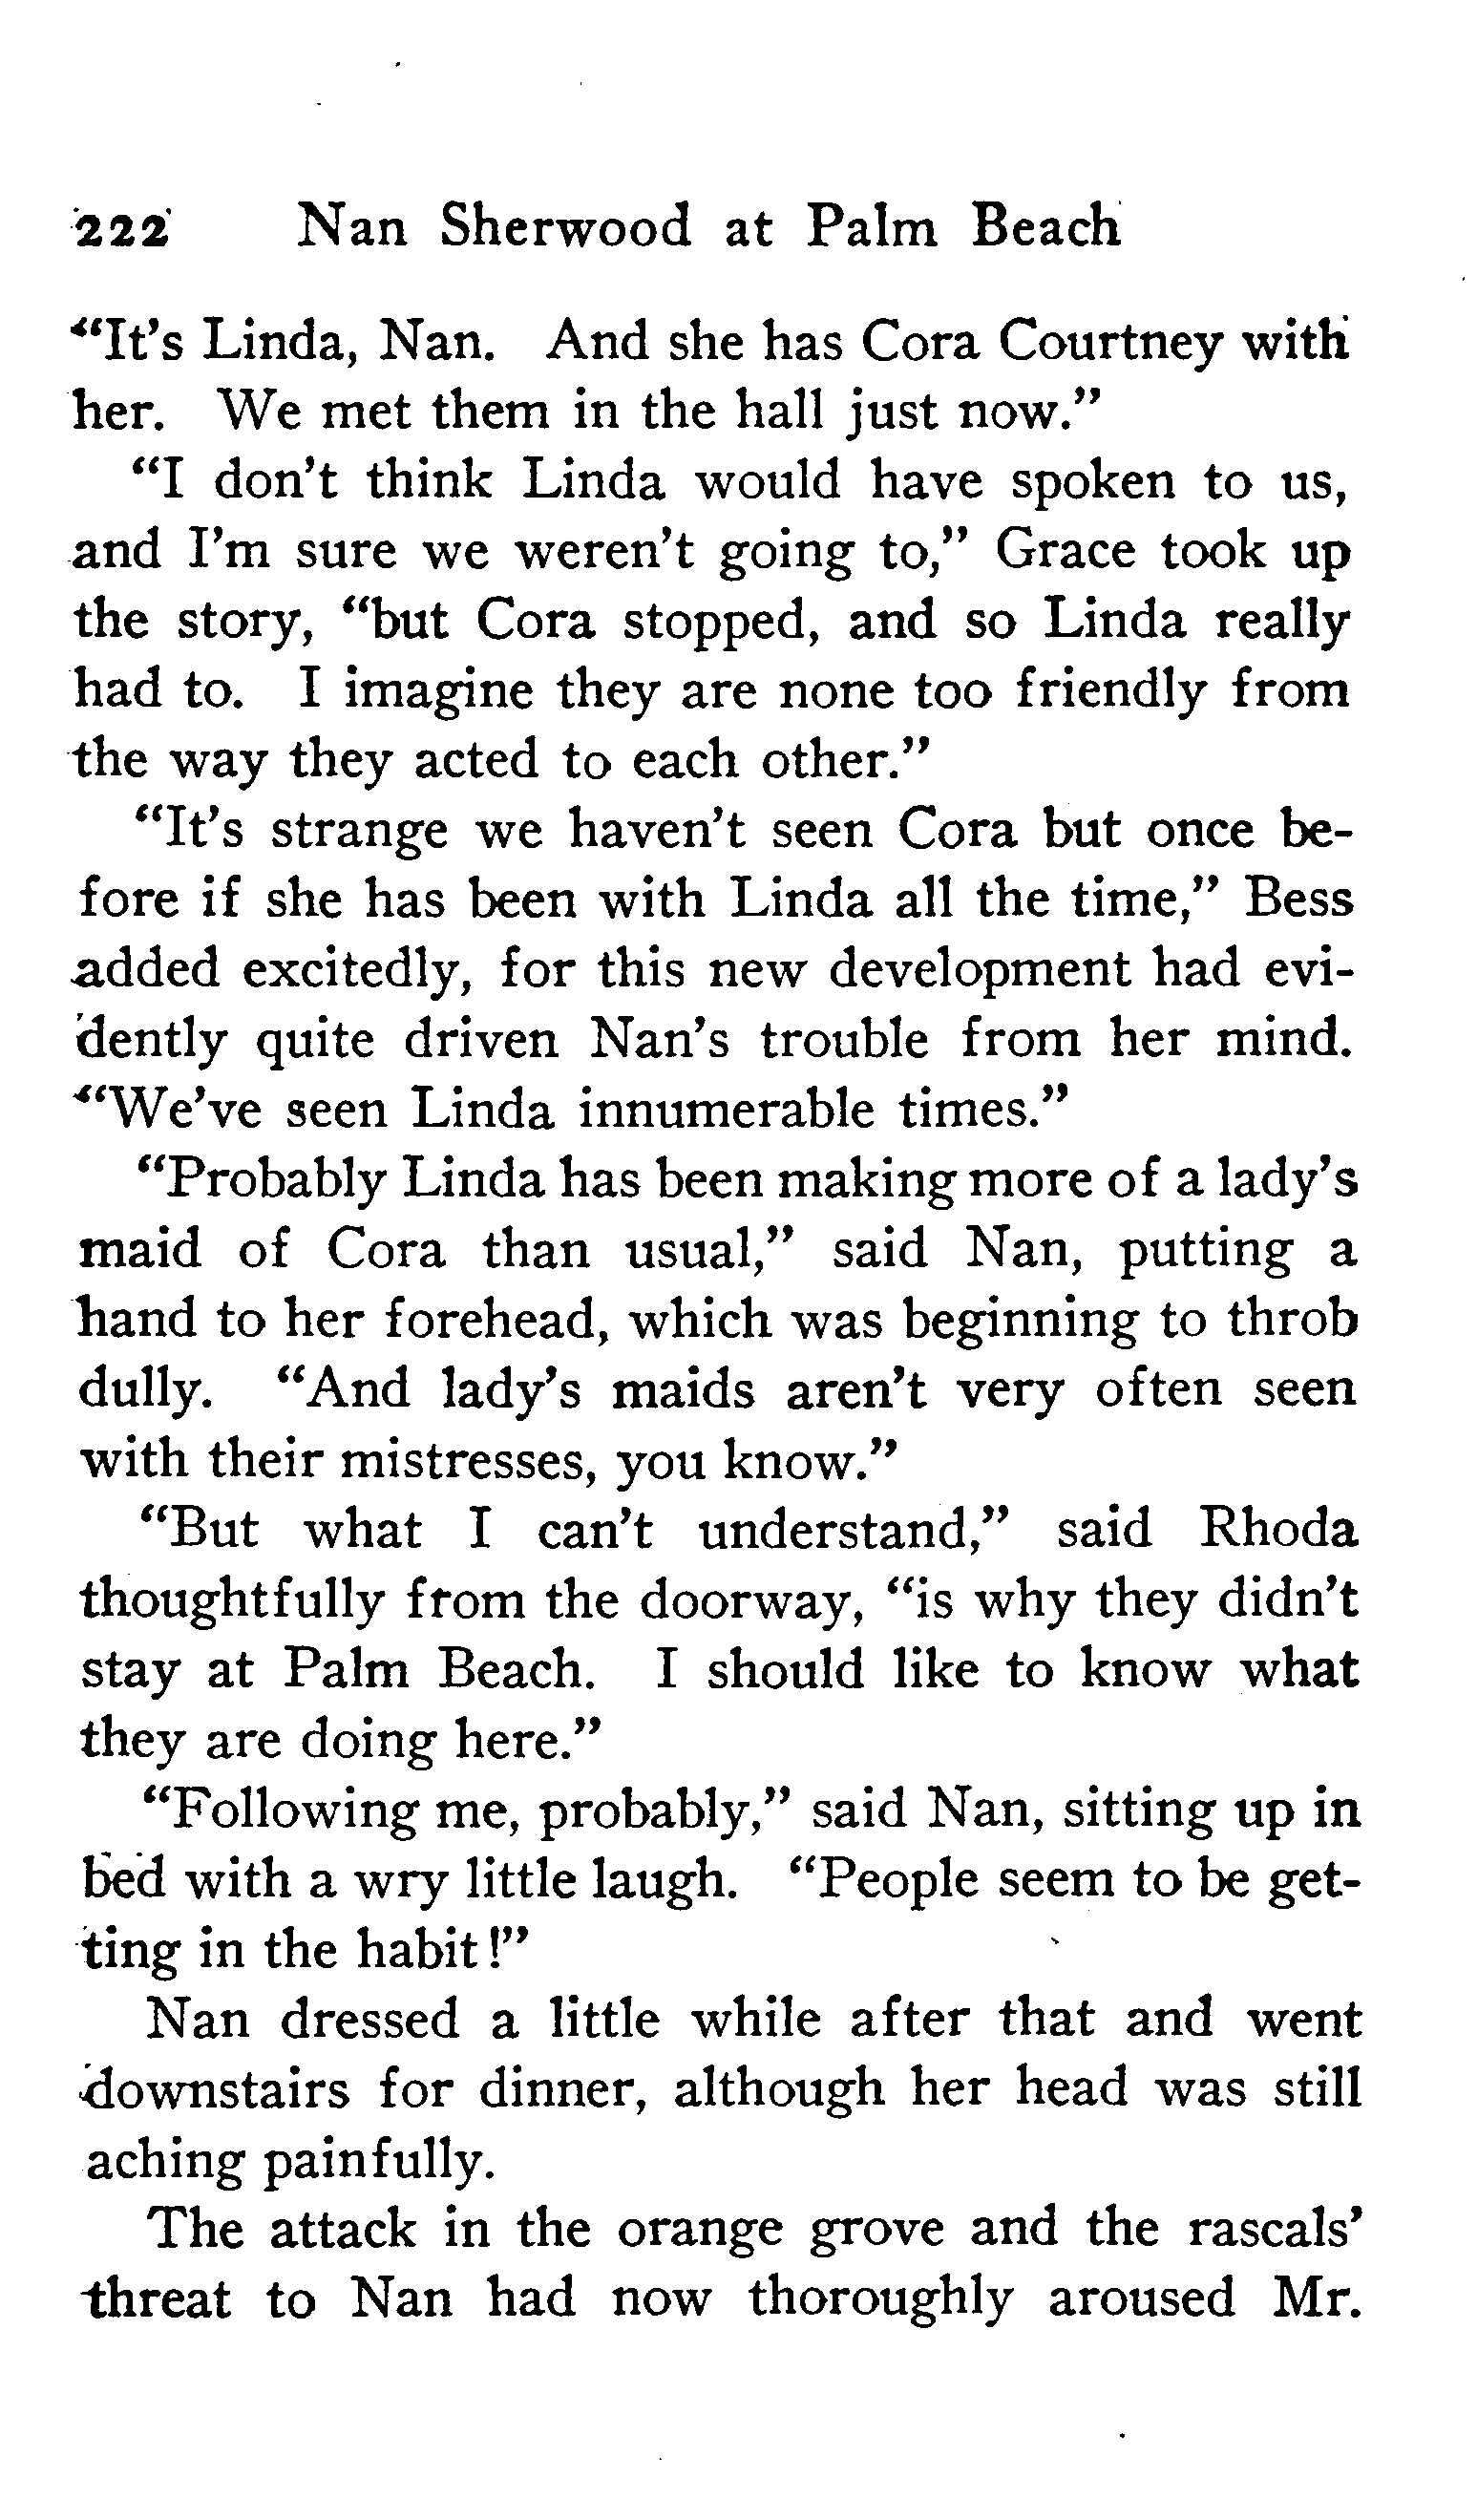 222 Nan Sherwood at Palm Beach
“It’s Linda, Nan. And she has Cora Courtney with
her. We met them in the hall just now.”
“I don’t think Linda would have spoken to us,
and I’m sure we weren’t going to,” Grace took up
the story, “but Cora stopped, and so Linda really
had to. I imagine they are none too friendly from
the way they acted to each other.”
“It’s strange we haven’t seen Cora but once be-
fore if she has been with Linda all the time,” Bess
added excitedly, for this new development had evi-
dently quite driven Nan’s trouble from her mind.
“We’ve seen Linda innumerable times.”
“Probably Linda has been making more of a lady’s
maid of Cora than usual,” said Nan, putting a
hand to her forehead, which was beginning to throb
dully. “And lady’s maids aren’t very often seen
with their mistresses, you know.”
“But what I can’t understand,” said Rhoda
thoughtfully from the doorway, “is why they didn’t
stay at Palm Beach. I should like to know what
they are doing here.”
“Following me, probably,” said Nan, sitting up in
bed with a wry little laugh. “People seem to be get-
ting in the habit!”
Nan dressed a little while after that and went
downstairs for dinner, although her head was still
aching painfully.
The attack in the orange grove and the rascals’
threat to Nan had now thoroughly aroused Mr.